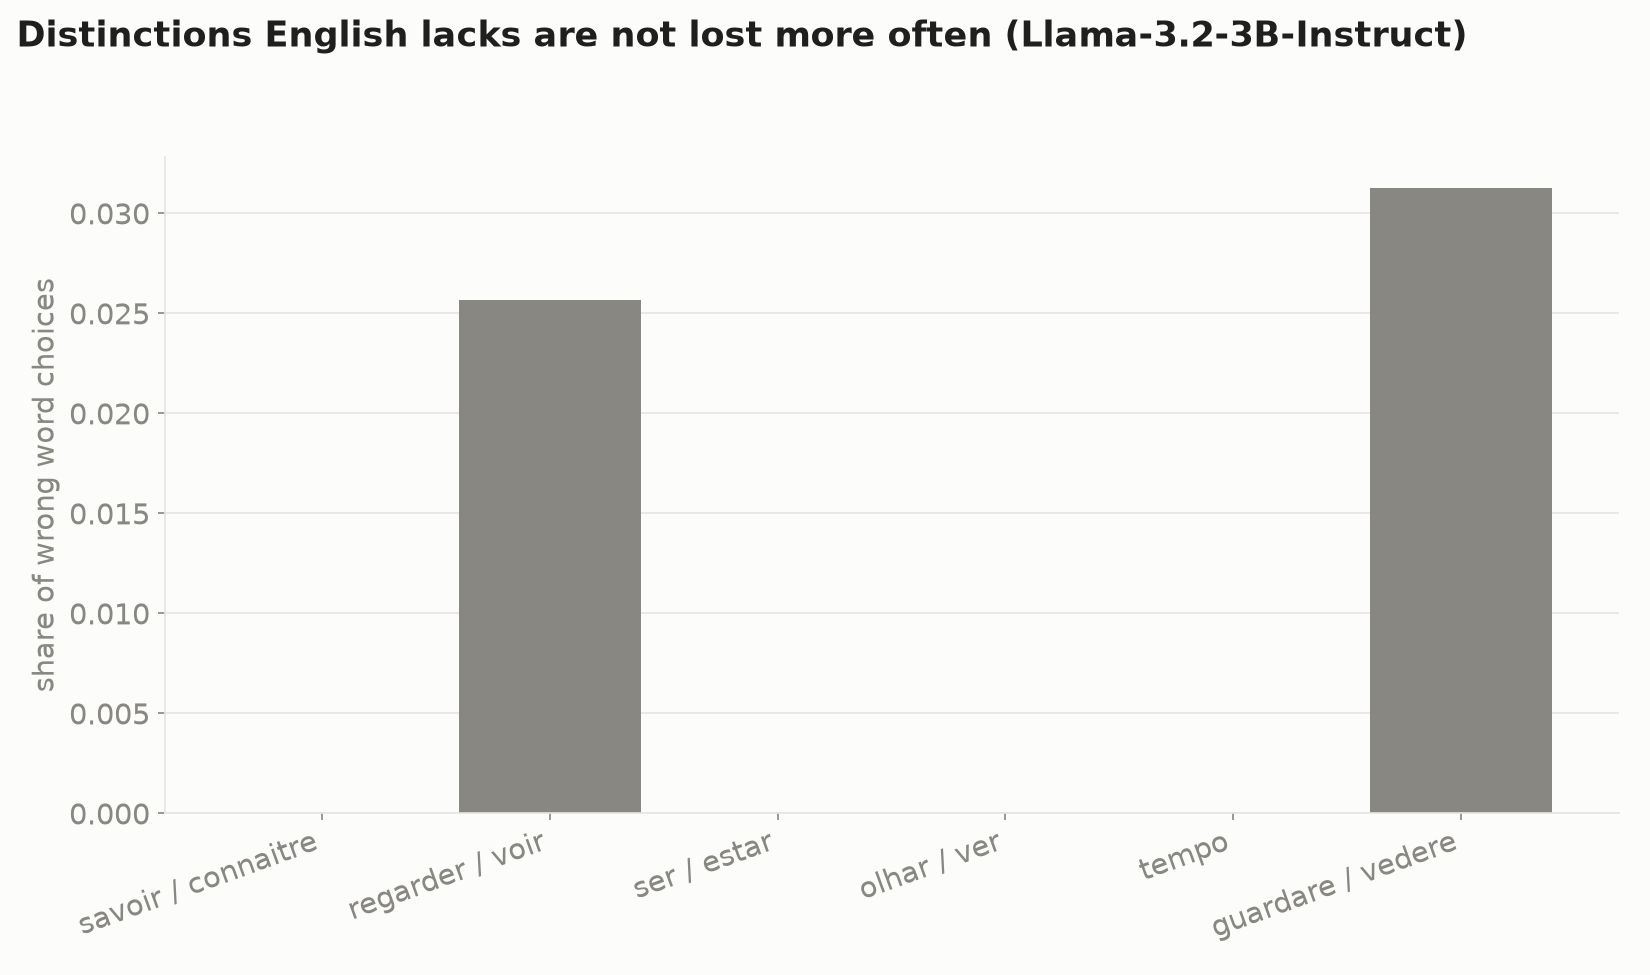 Distinctions English lacks are not lost more often (Llama-3.2-3B-Instruct)
share of wrong word choices
0.030
0.025
0.020
0.015
0.010
0.005
0.000
savoir / connaitre
regarder / voir
ser / estar
olhar / ver
tempo
guardare / vedere